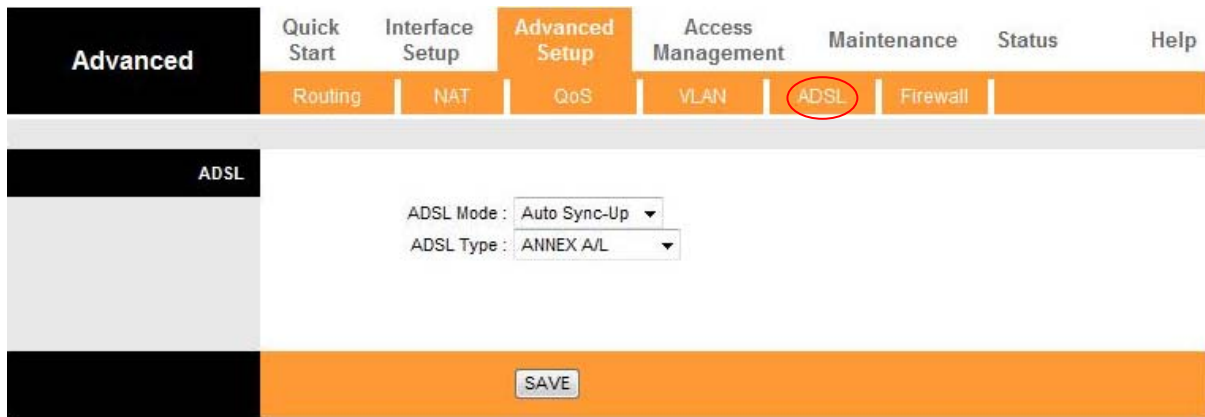 Advanced
Quick Start
Interface Setup
Advanced Setup
Access Management
Maintenance
Status
Help
Routing
NAT
QoS
VLAN
ADSL
Firewall
ADSL
ADSL Mode : Auto Sync-Up
ADSL Type : ANNEX A/L
SAVE